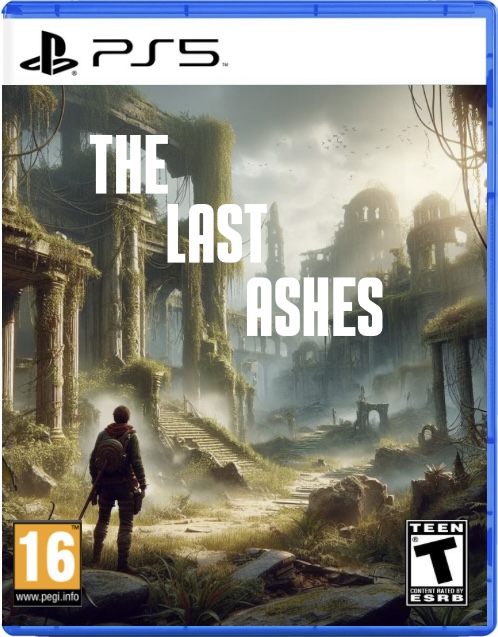 PS5
THE
LAST
ASHES
16
www.pegi.info
TEEN
T
CONTENT RATED BY
ESRB